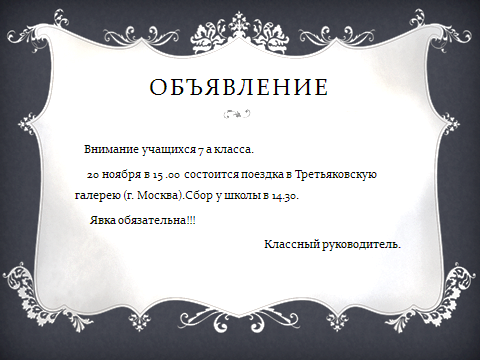 ОБЪЯВЛЕНИЕ
Внимание учащихся 7 а класса.
20 ноября в 15 .00 состоится поездка в Третьяковскую
галерею (г. Москва).Сбор у школы в 14.30.
Явка обязательна!!!
Классный руководитель.